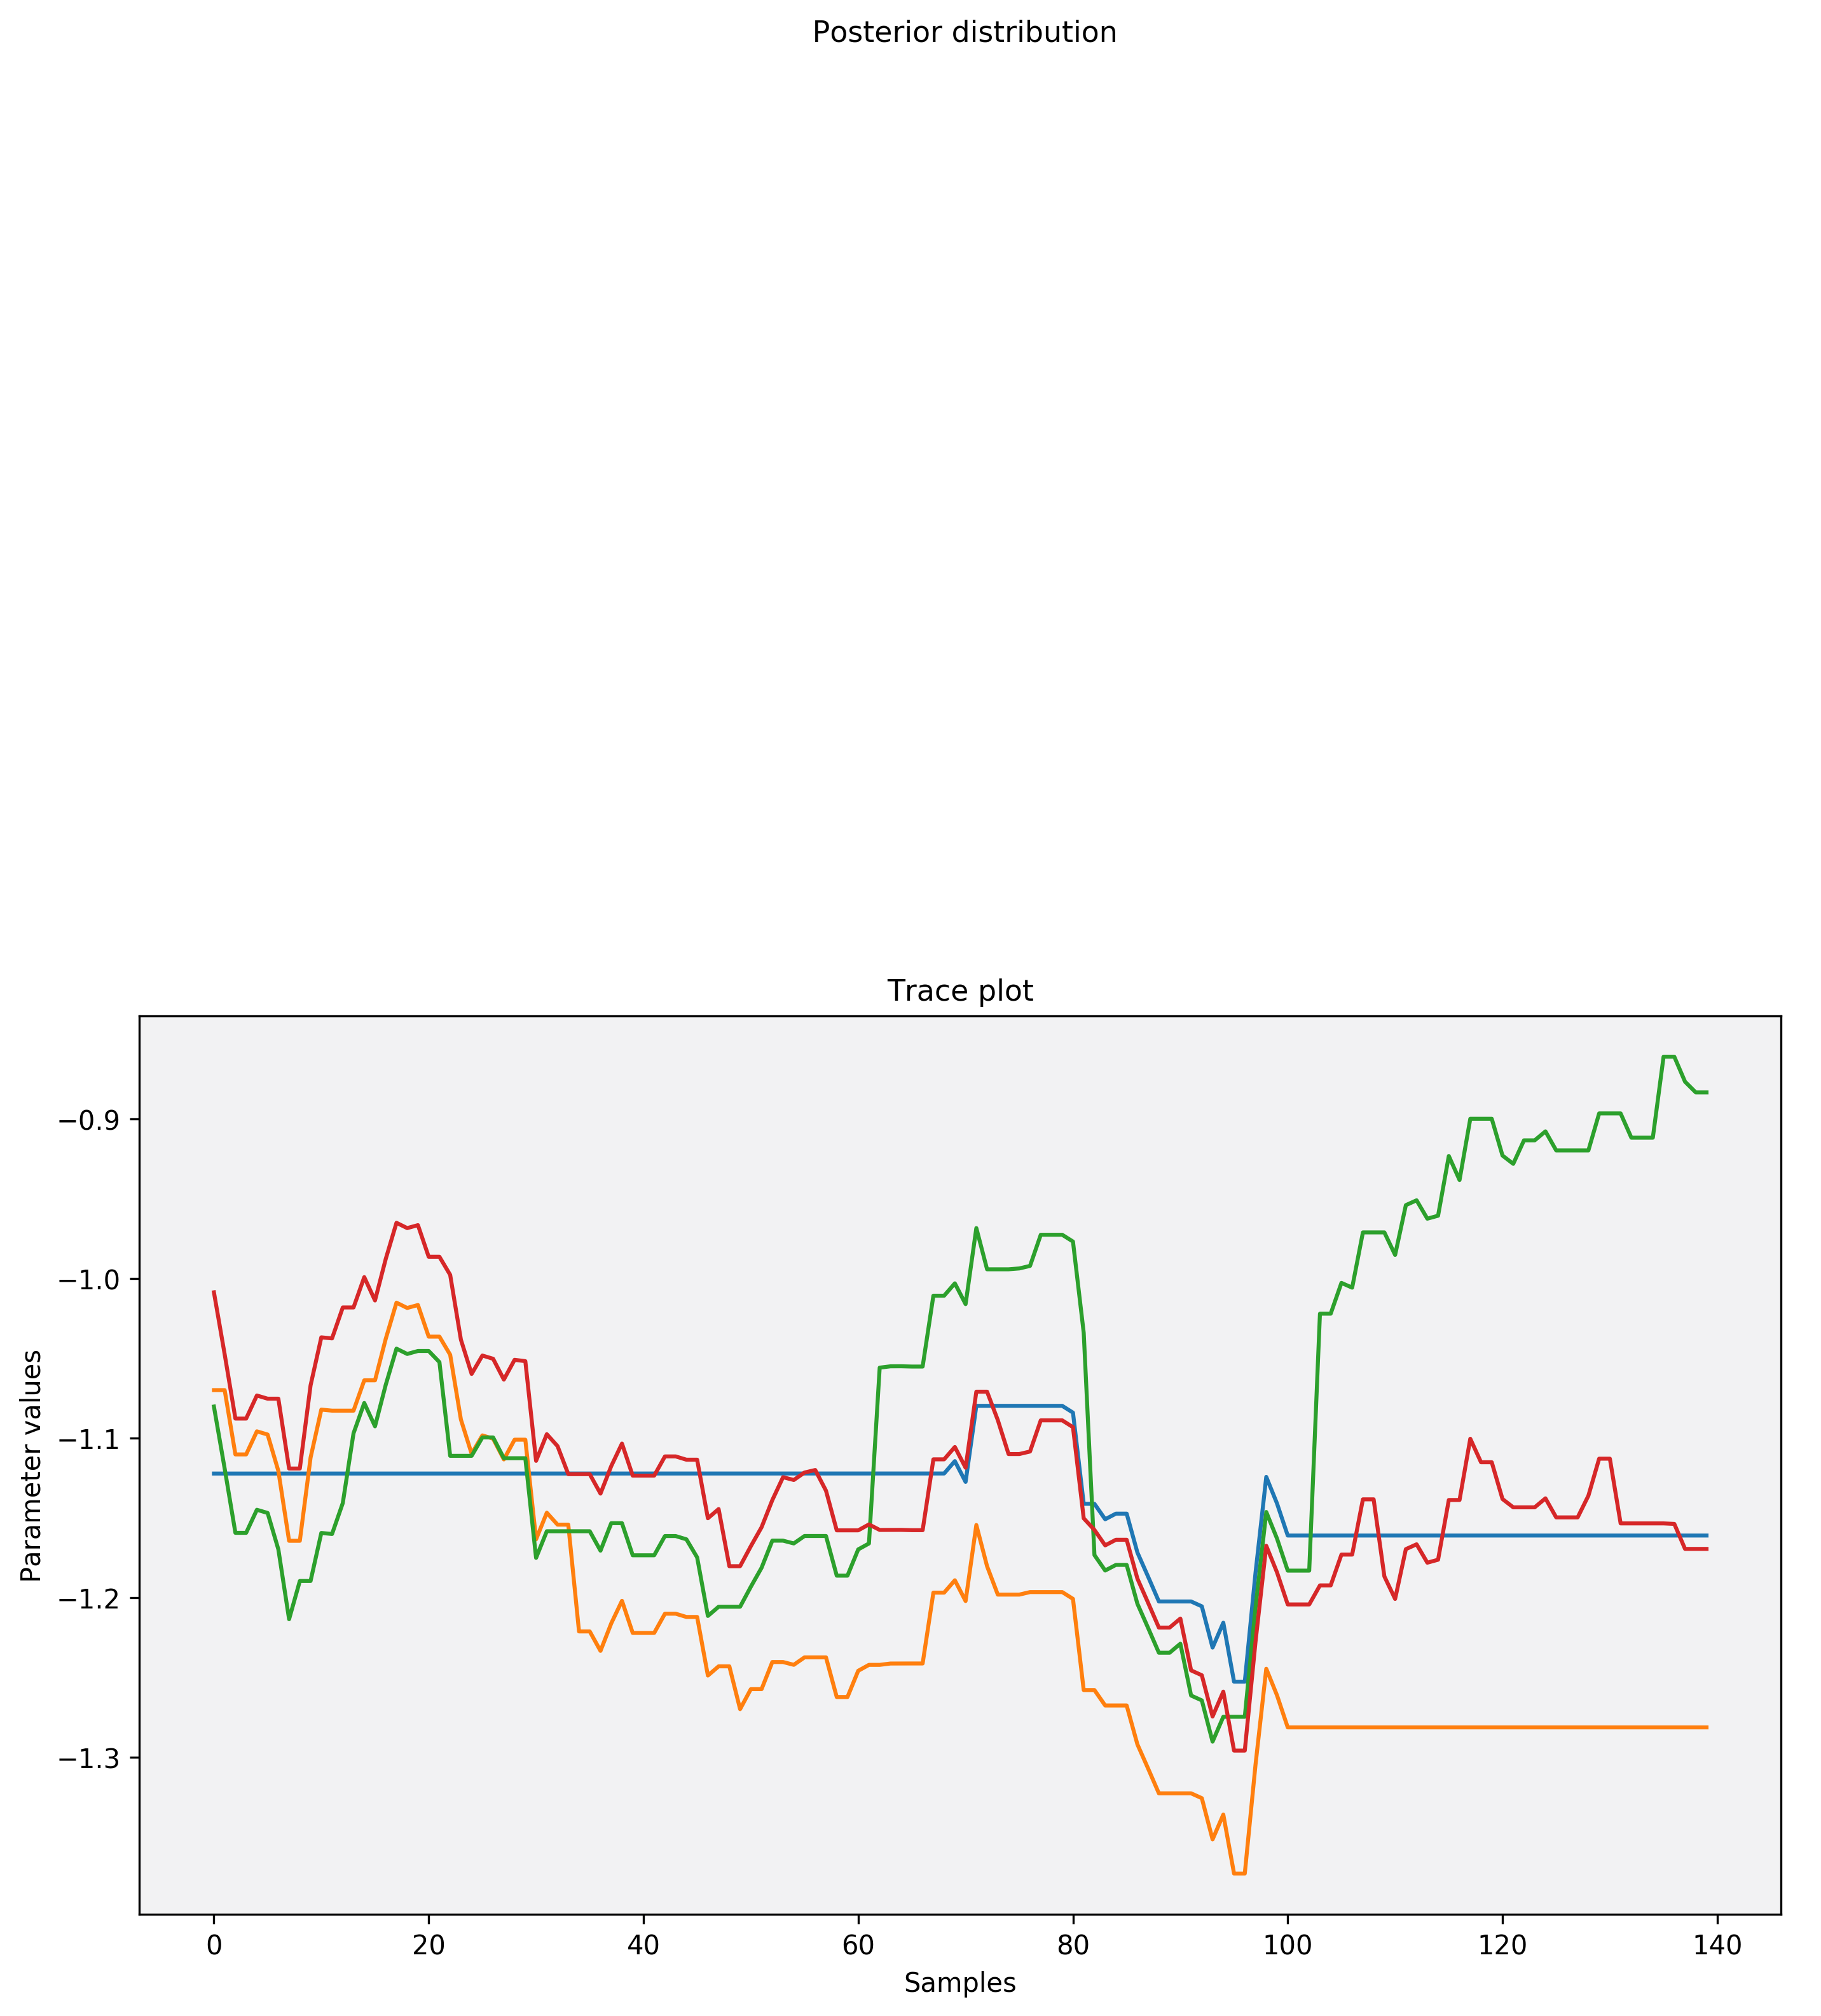 Posterior distribution
Trace plot
Parameter values
−0.9
−1.0
−1.1
−1.2
−1.3
0 20 40 60 80 100 120 140
Samples